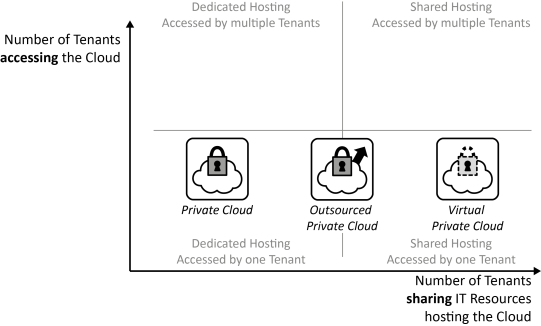 Dedicated Hosting
Accessed by multiple Tenants
Shared Hosting
Accessed by multiple Tenants
Number of Tenants
accessing the Cloud
Private Cloud
Outsourced
Private Cloud
Virtual
Private Cloud
Dedicated Hosting
Accessed by one Tenant
Shared Hosting
Accessed by one Tenant
Number of Tenants
sharing IT Resources
hosting the Cloud